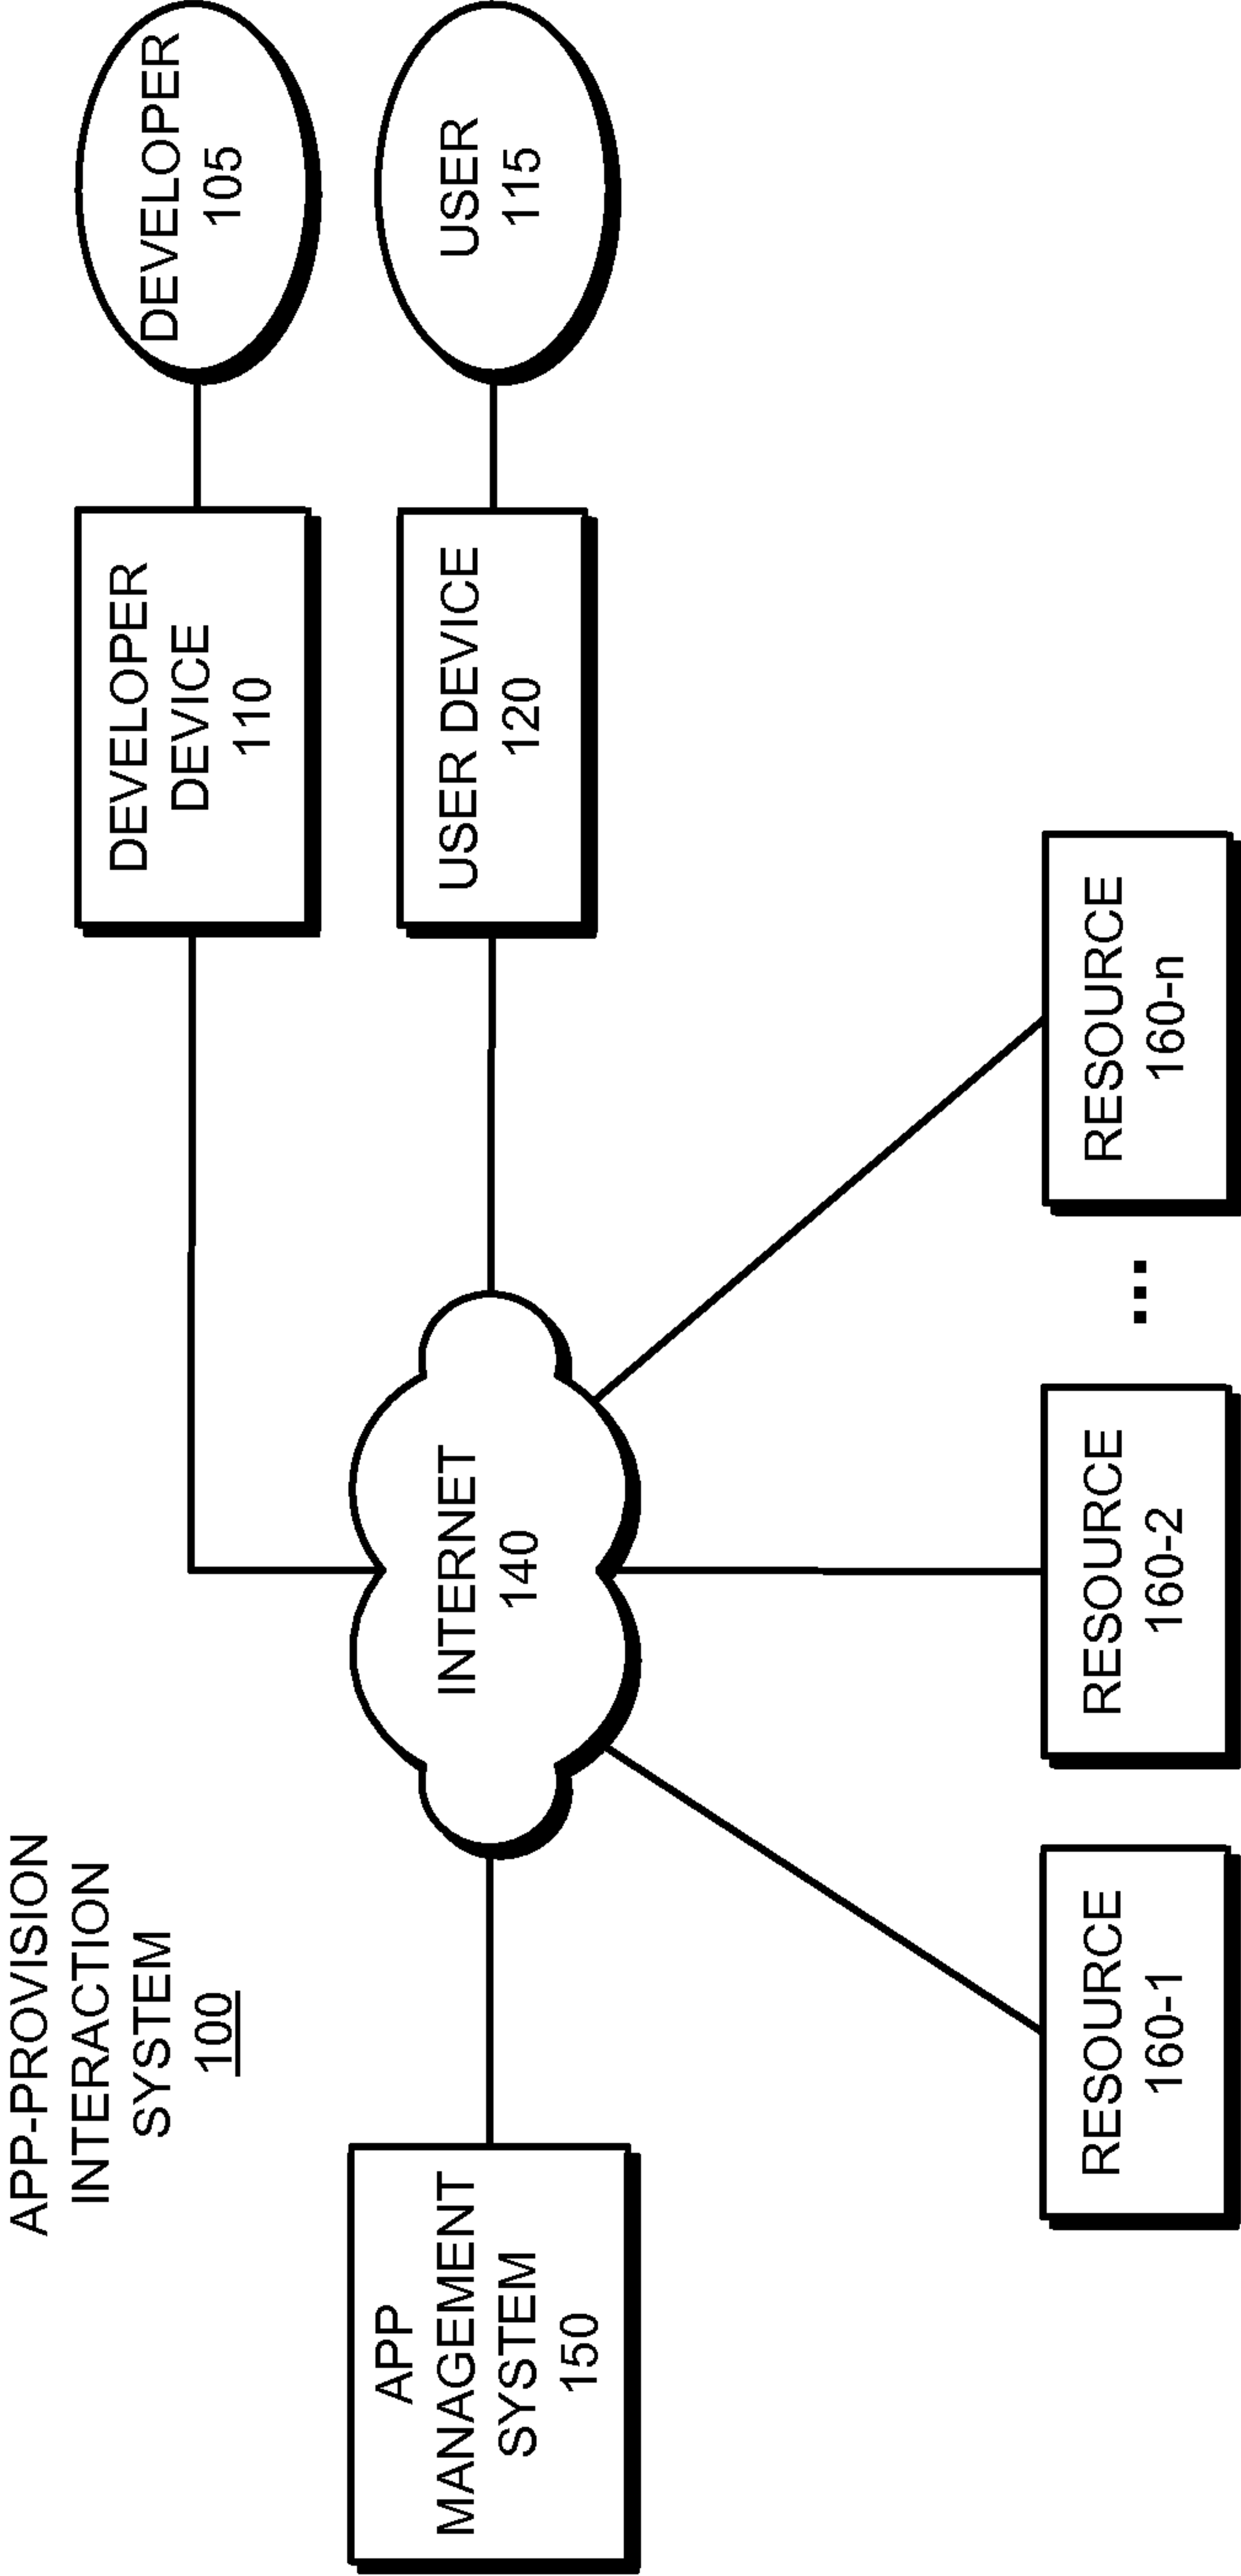 APP-PROVISION
INTERACTION
SYSTEM
100
DEVELOPER
DEVICE
110
DEVELOPER
105
APP
MANAGEMENT
SYSTEM
150
INTERNET
140
USER DEVICE
120
USER
115
RESOURCE
160-1
RESOURCE
160-2
...
RESOURCE
160-n